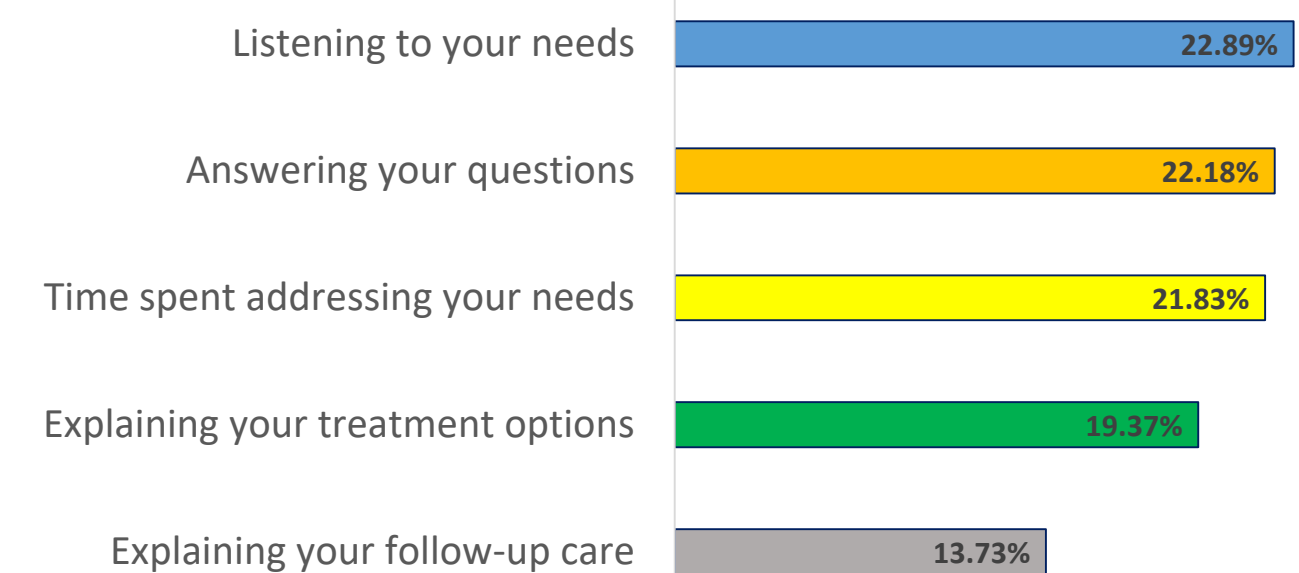 Listening to your needs 22.89%
Answering your questions 22.18%
Time spent addressing your needs 21.83%
Explaining your treatment options 19.37%
Explaining your follow-up care 13.73%